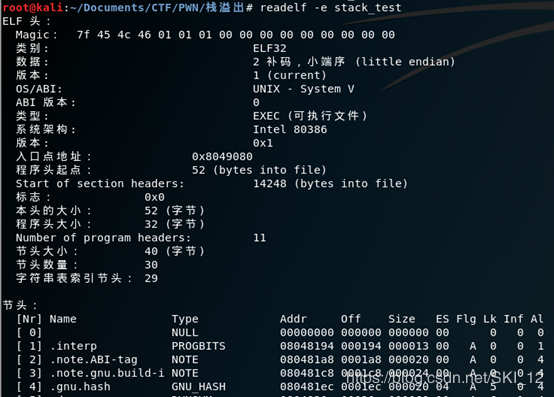 root@kali:~/Documents/CTF/PWN/栈溢出# readelf -e stack_test
ELF 头：
  Magic：  7f 45 4c 46 01 01 01 00 00 00 00 00 00 00 00 00
  类别:                              ELF32
  数据:                              2 补码，小端序 (little endian)
  版本:                              1 (current)
  OS/ABI:                            UNIX - System V
  ABI 版本:                          0
  类型:                              EXEC (可执行文件)
  系统架构:                          Intel 80386
  版本:                              0x1
  入口点地址：              0x8049080
  程序头起点：              52 (bytes into file)
  Start of section headers:          14248 (bytes into file)
  标志：             0x0
  本头的大小：       52 (字节)
  程序头大小：       32 (字节)
  Number of program headers:         11
  节头大小：         40 (字节)
  节头数量：         30
  字符串表索引节头： 29

节头：
  [Nr] Name              Type            Addr     Off    Size   ES Flg Lk Inf Al
  [ 0]                   NULL            00000000 000000 000000 00      0   0  0
  [ 1] .interp           PROGBITS        08048194 000194 000013 00   A  0   0  1
  [ 2] .note.ABI-tag     NOTE            080481a8 0001a8 000020 00   A  0   0  4
  [ 3] .note.gnu.build-i NOTE            080481c8 0001c8 000024 00   A  0   0  4
  [ 4] .gnu.hash         GNU_HASH        080481ec 0001ec 000020 04   A  5   0  4
https://blog.csdn.net/SKI_12